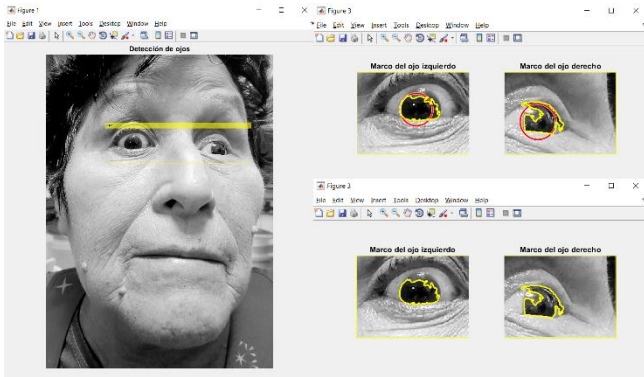 Figure 1
File Edit View Insert Tools Desktop Window Help
Detección de ojos
Figure 3
File Edit View Insert Tools Desktop Window Help
Marco del ojo izquierdo Marco del ojo derecho
Figure 3
File Edit View Insert Tools Desktop Window Help
Marco del ojo izquierdo Marco del ojo derecho